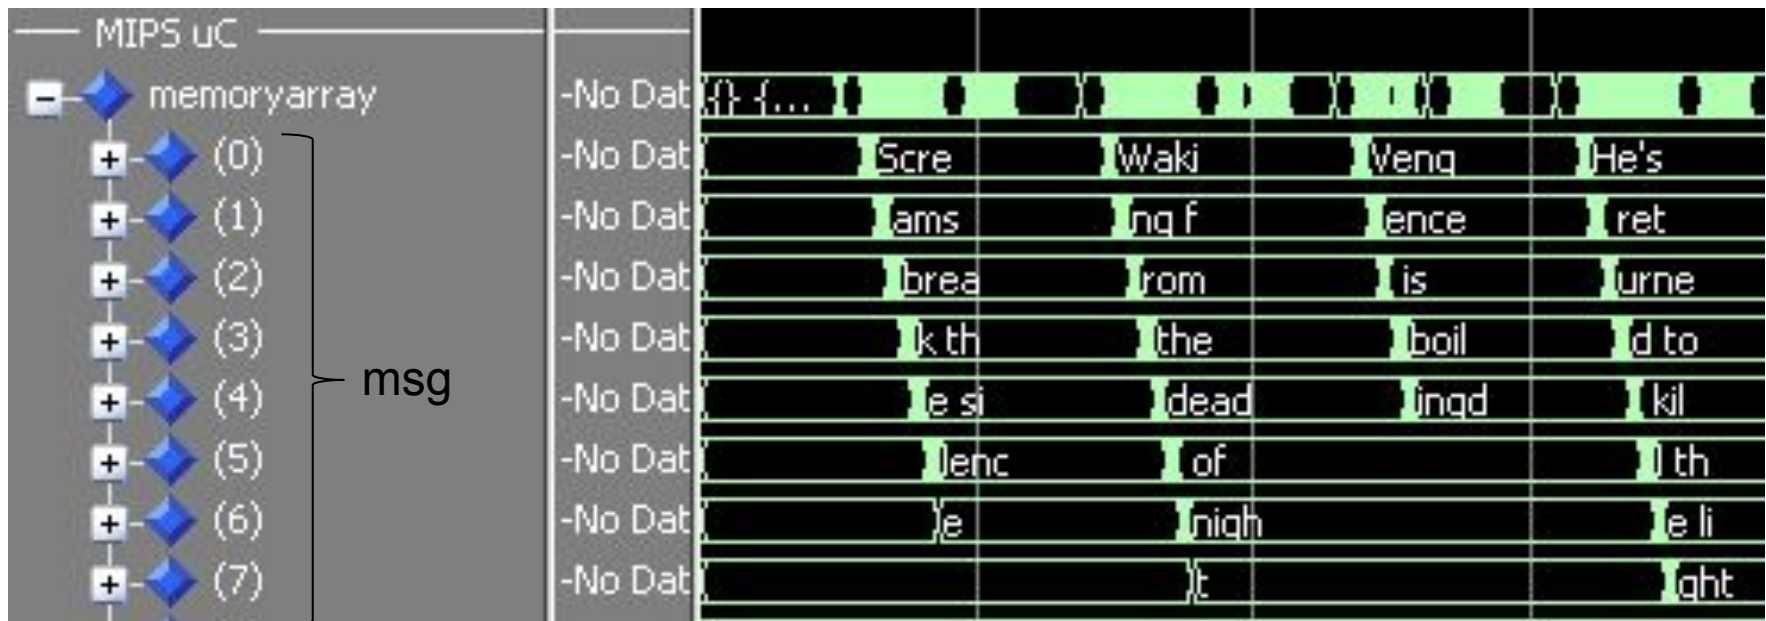 MIPS uC
memoryarray -No Dat {} {...
(0) -No Dat Scre Waki Veng He's
(1) -No Dat ams ng f ence ret
(2) -No Dat brea rom is urne
(3) -No Dat k th the boil d to
(4) -No Dat e si dead ingd kil
(5) -No Dat lenc of l th
(6) -No Dat e nigh e li
(7) -No Dat t ght
msg